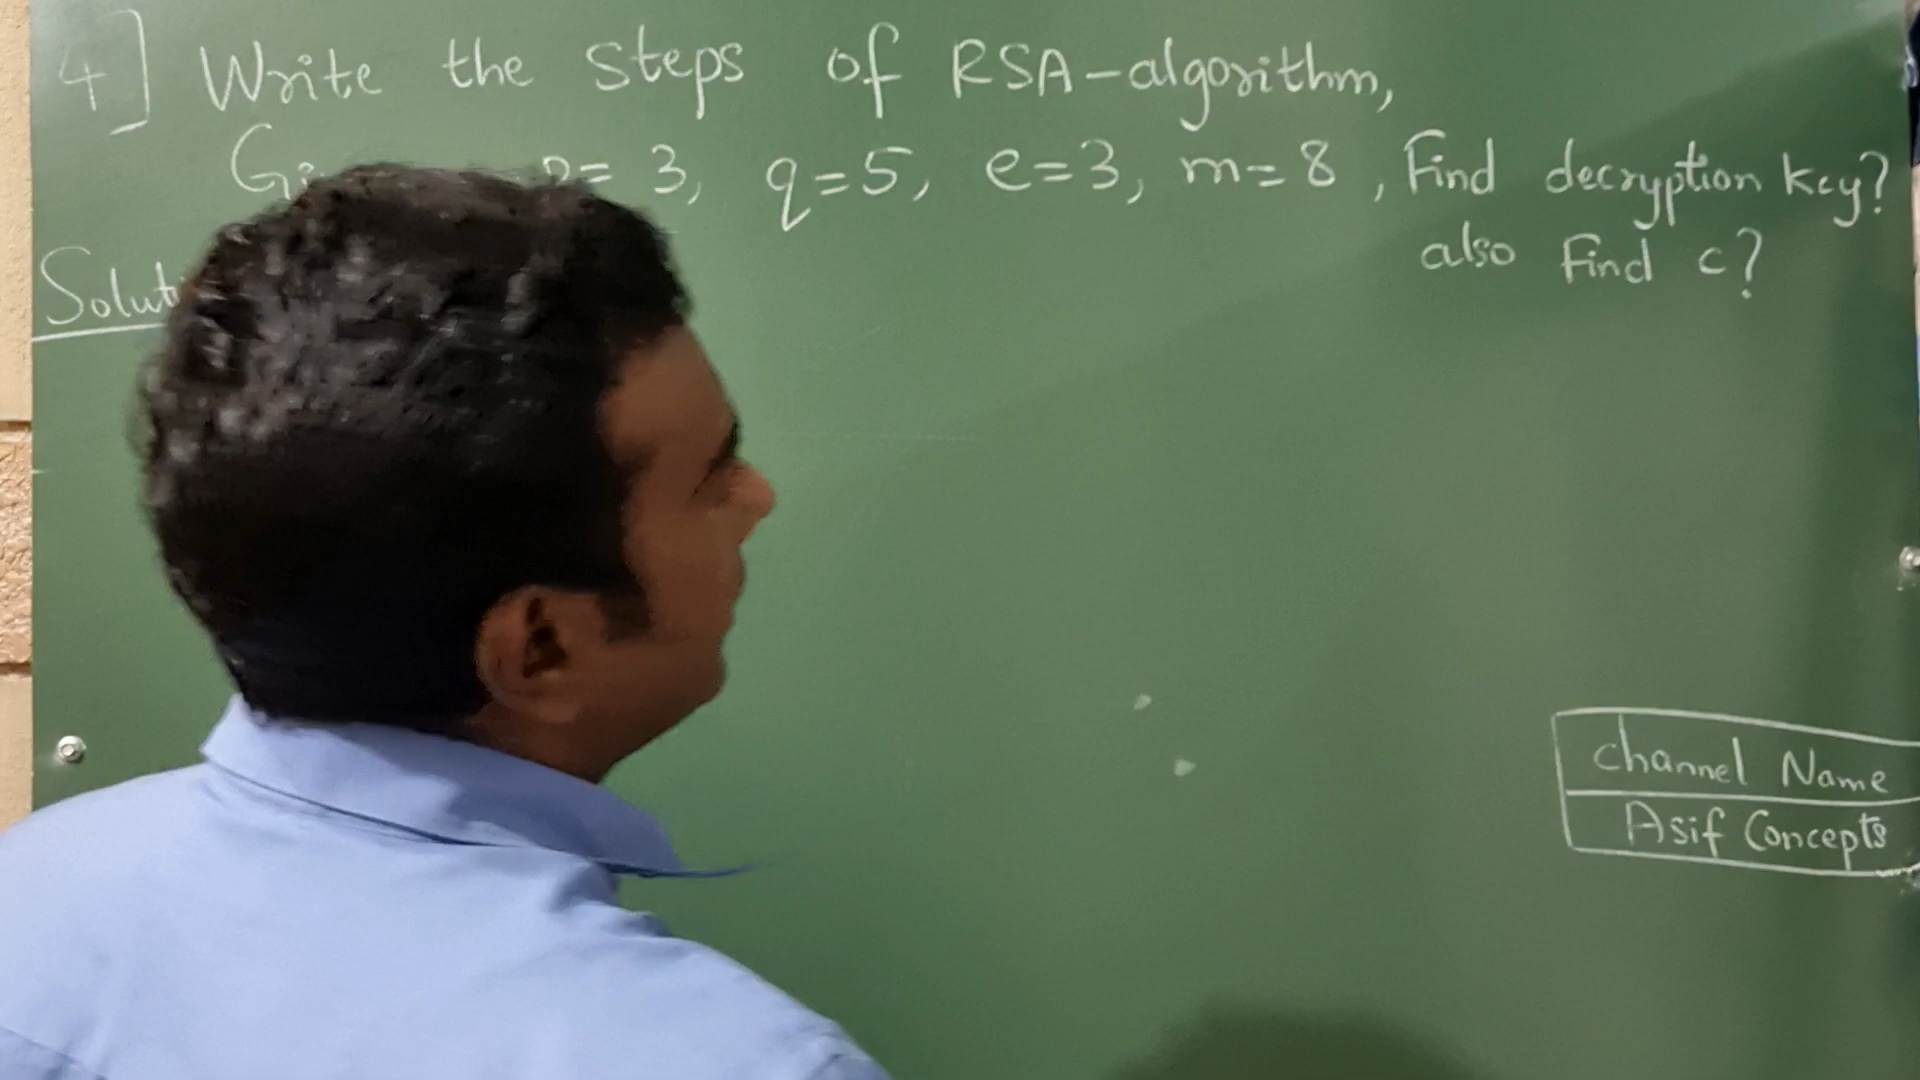 4] Write the steps of RSA-algorithm,
p= 3, q=5, e=3, m=8, Find decryption key?
also find c?
Channel Name
Asif Concepts